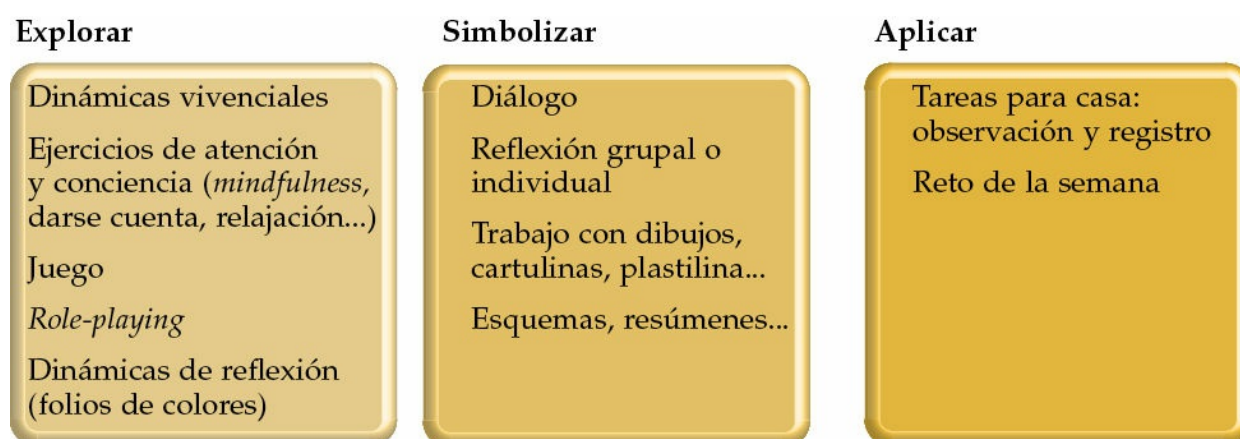 Explorar
Dinámicas vivenciales
Ejercicios de atención
y conciencia (mindfulness,
darse cuenta, relajación...)
Juego
Role-playing
Dinámicas de reflexión
(folios de colores)
Simbolizar
Diálogo
Reflexión grupal o
individual
Trabajo con dibujos,
cartulinas, plastilina...
Esquemas, resúmenes...
Aplicar
Tareas para casa:
observación y registro
Reto de la semana